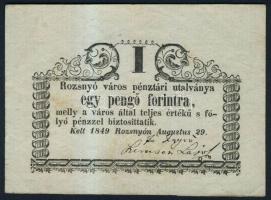 1
Rozsnyó város pénztári utalványa
egy pengő forintra,
melly a város által teljes értékű s fo-
lyó pénzzel biztosittatik.
Kelt 1849 Rozsnyón Augustus 29.